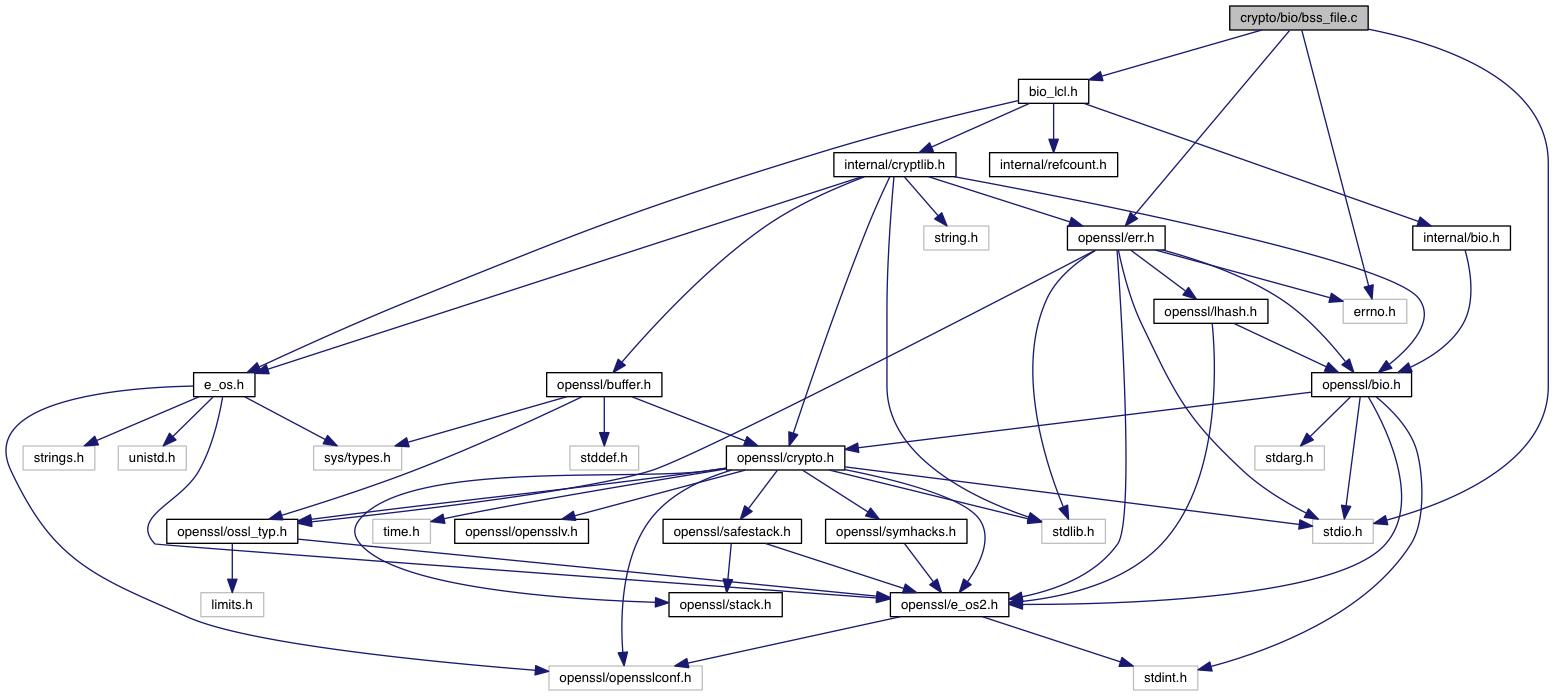 crypto/bio/bss_file.c
bio_lcl.h
internal/cryptlib.h
internal/refcount.h
string.h
openssl/err.h
internal/bio.h
openssl/lhash.h
errno.h
e_os.h
openssl/buffer.h
openssl/bio.h
strings.h
unistd.h
sys/types.h
stddef.h
openssl/crypto.h
stdarg.h
openssl/ossl_typ.h
time.h
openssl/opensslv.h
openssl/safestack.h
openssl/symhacks.h
stdlib.h
stdio.h
limits.h
openssl/stack.h
openssl/e_os2.h
openssl/opensslconf.h
stdint.h